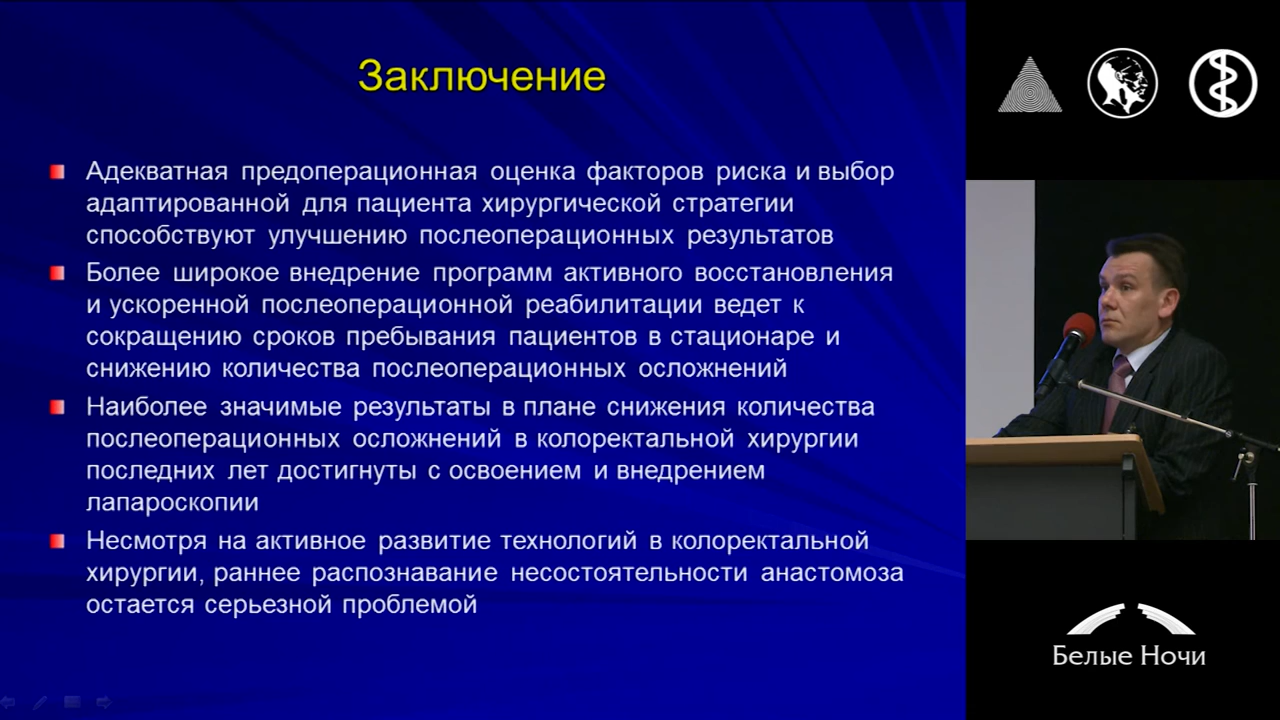 Заключение
Адекватная предоперационная оценка факторов риска и выбор
адаптированной для пациента хирургической стратегии
способствуют улучшению послеоперационных результатов
Более широкое внедрение программ активного восстановления
и ускоренной послеоперационной реабилитации ведет к
сокращению сроков пребывания пациентов в стационаре и
снижению количества послеоперационных осложнений
Наиболее значимые результаты в плане снижения количества
послеоперационных осложнений в колоректальной хирургии
последних лет достигнуты с освоением и внедрением
лапароскопии
Несмотря на активное развитие технологий в колоректальной
хирургии, раннее распознавание несостоятельности анастомоза
остается серьезной проблемой
Белые Ночи